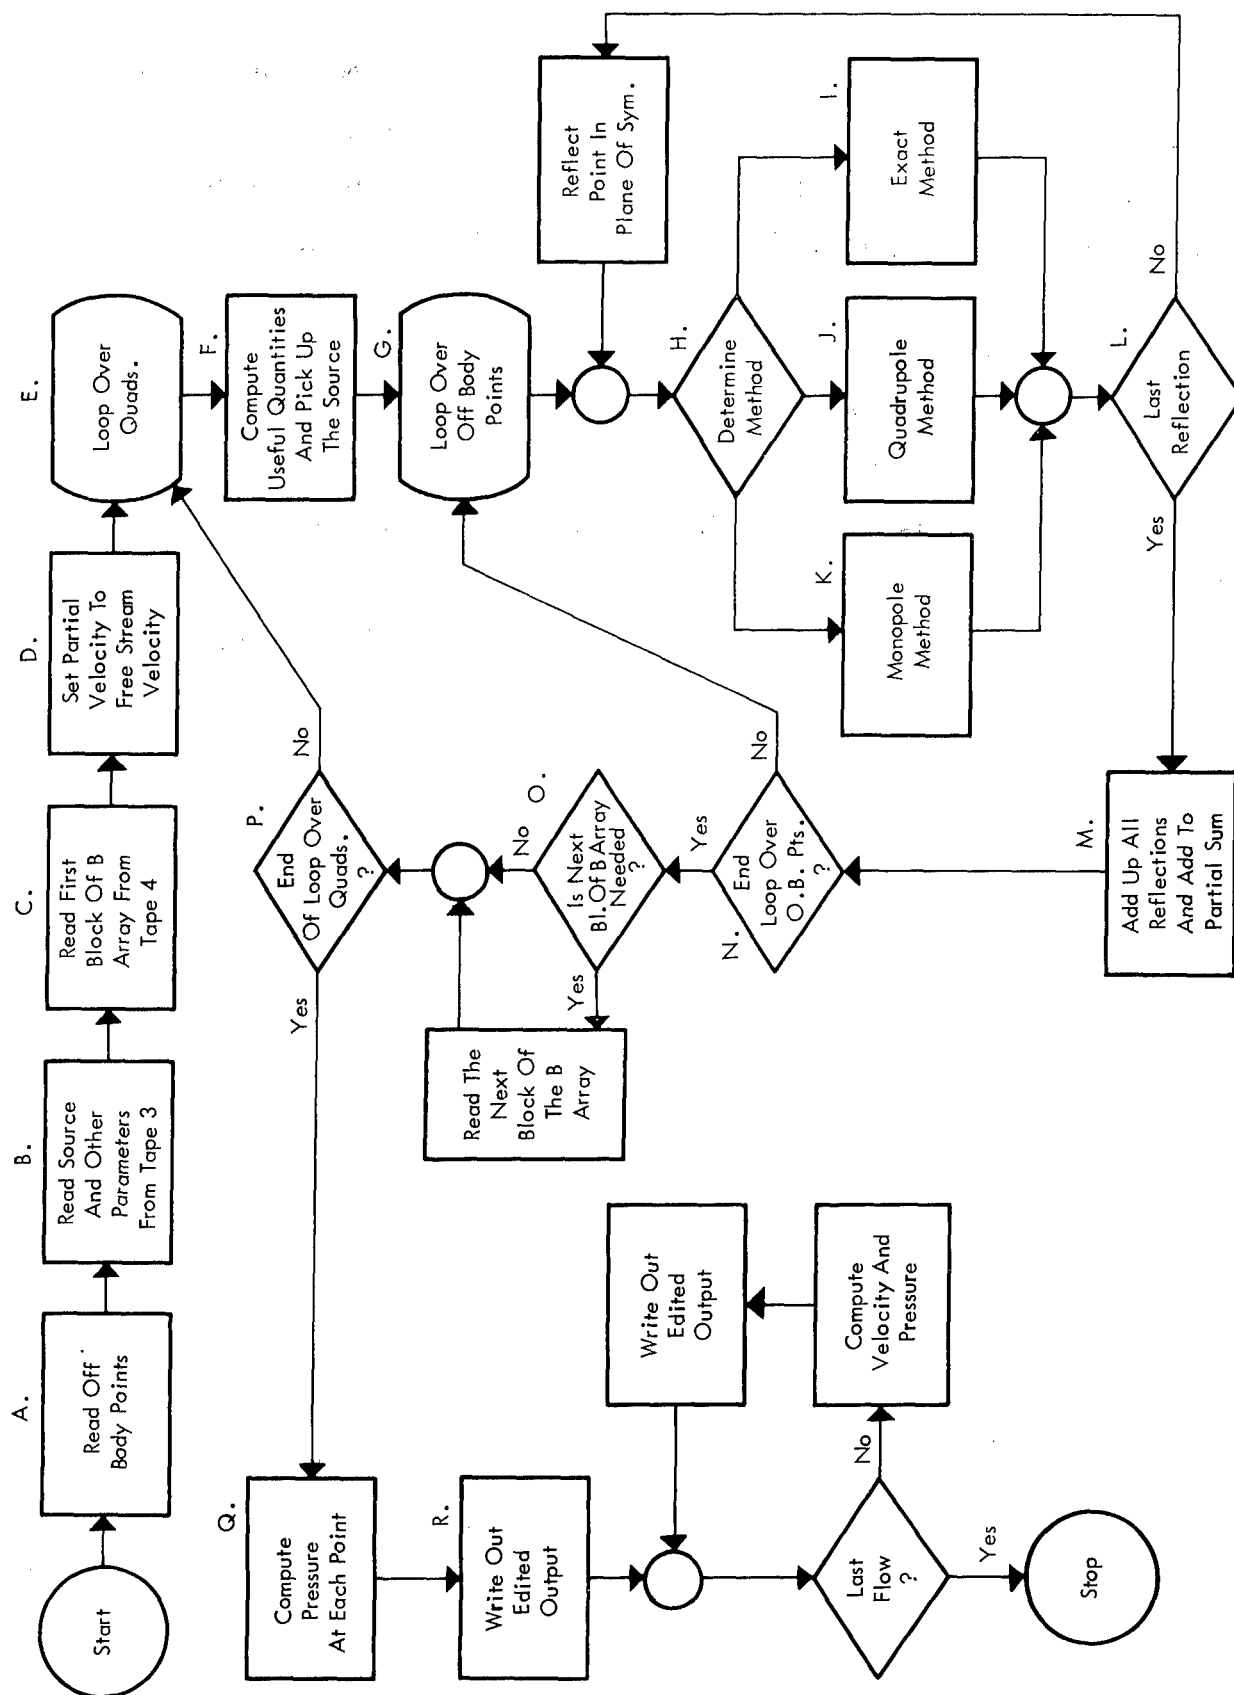 Start
A.
Read Off
Body Points
B.
Read Source
And Other
Parameters
From Tape 3
C.
Read First
Block Of B
Array From
Tape 4
D.
Set Partial
Velocity To
Free Stream
Velocity
E.
Loop Over
Quads.
F.
Compute
Useful Quantities
And Pick Up
The Source
G.
Loop Over
Off Body
Points
Reflect
Point In
Plane Of Sym.
H.
Determine
Method
I.
Exact
Method
J.
Quadrupole
Method
K.
Monopole
Method
L.
Last
Reflection
No
Yes
M.
Add Up All
Reflections
And Add To
Partial Sum
N.
End
Loop Over
O.B. Pts.
?
No
Yes
O.
Is Next
Bl. Of B Array
Needed
?
No
Yes
Read The
Next
Block Of
The B
Array
P.
End
Of Loop Over
Quads.
?
No
Yes
Q.
Compute
Pressure
At Each Point
R.
Write Out
Edited
Output
Last
Flow
?
No
Compute
Velocity And
Pressure
Write Out
Edited
Output
Yes
Stop